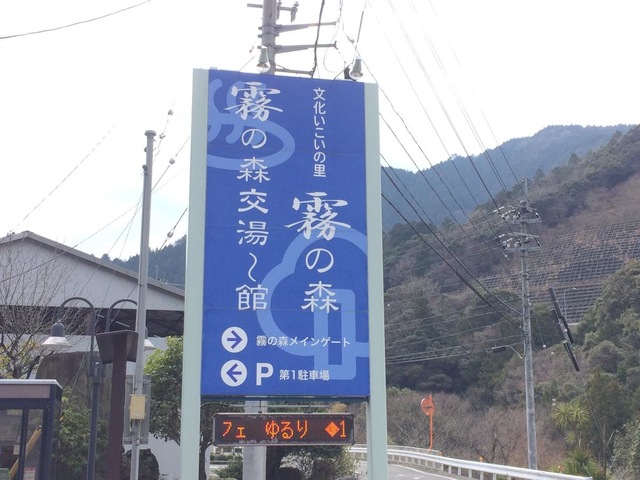 文化いこいの里
霧の森
霧の森交湯~館
霧の森メインゲート
P 第1駐車場
フェ ゆるり ◆1